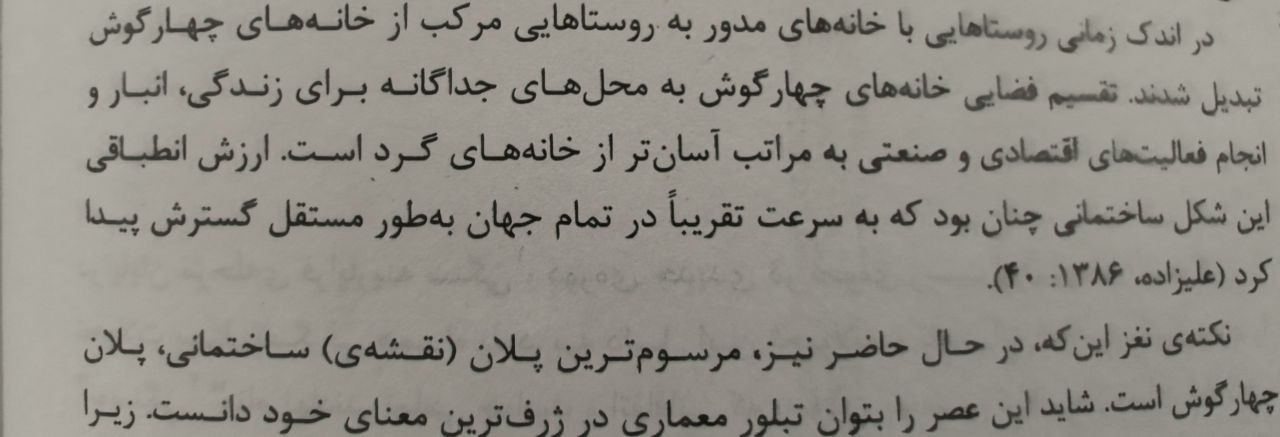 در اندک زمانی روستاهایی با خانه‌های مدور به روستاهایی مرکب از خانه‌های چهارگوش
تبدیل شدند. تقسیم فضایی خانه‌های چهارگوش به محل‌های جداگانه برای زندگی، انبار و
انجام فعالیت‌های اقتصادی و صنعتی به مراتب آسان‌تر از خانه‌های گرد است. ارزش انطباقی
این شکل ساختمانی چنان بود که به سرعت تقریباً در تمام جهان به‌طور مستقل گسترش پیدا
کرد (علیزاده، ۱۳۸۶: ۴۰).
نکته‌ی نغز این‌که، در حال حاضر نیز، مرسوم‌ترین پلان (نقشه‌ی) ساختمانی، پلان
چهارگوش است. شاید این عصر را بتوان تبلور معماری در ژرف‌ترین معنای خود دانست. زیرا